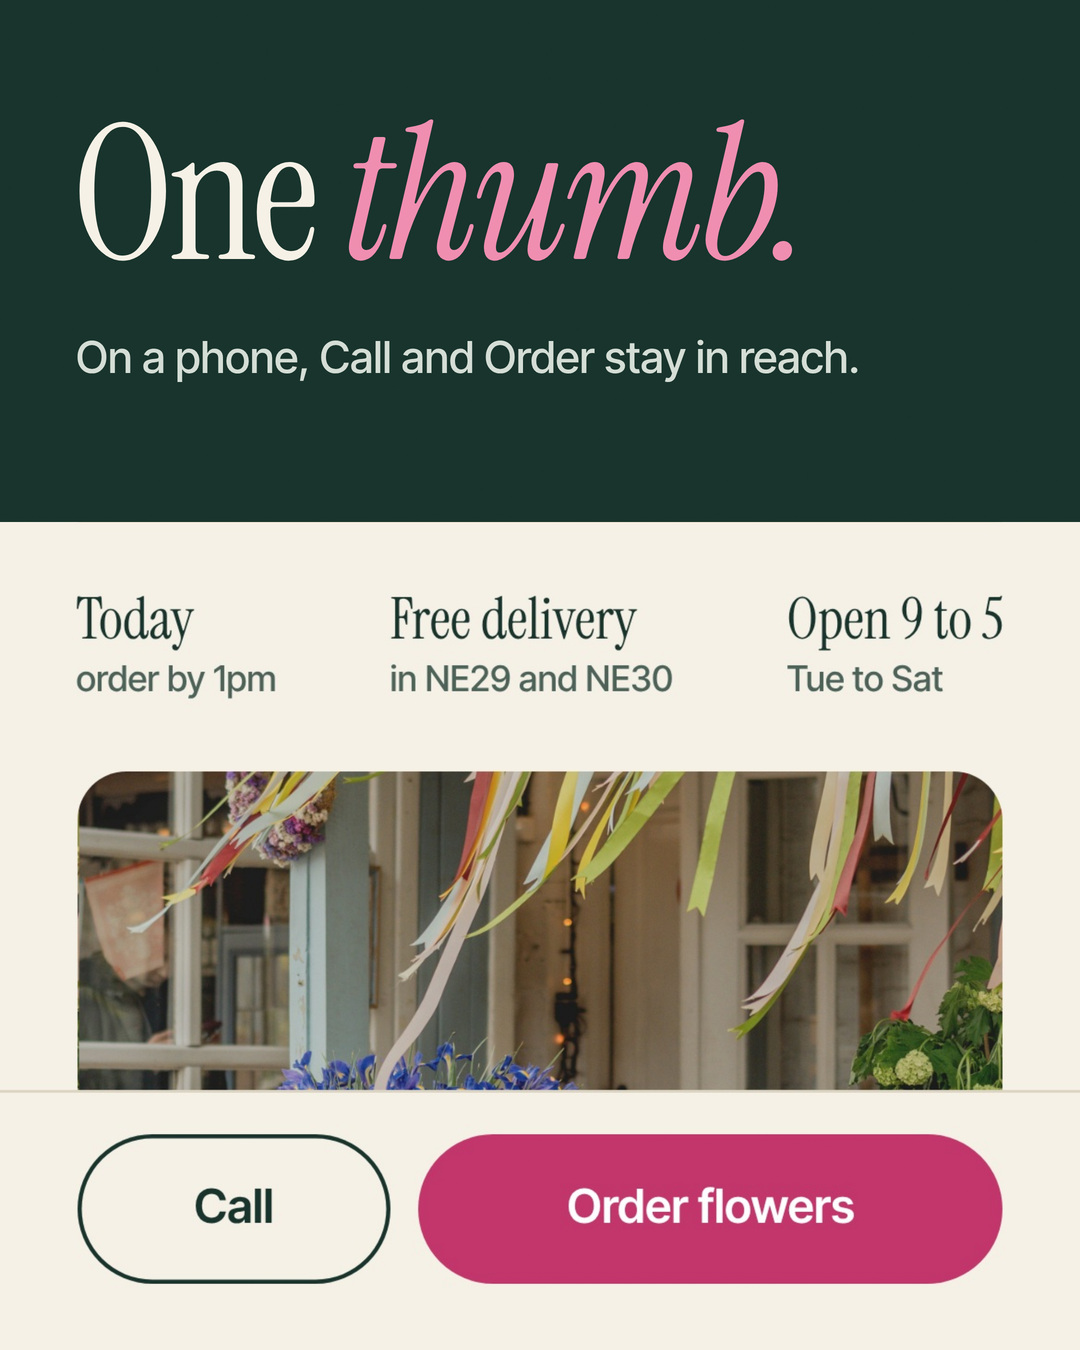 One thumb.
On a phone, Call and Order stay in reach.
Today
order by 1pm
Free delivery
in NE29 and NE30
Open 9 to 5
Tue to Sat
Call
Order flowers